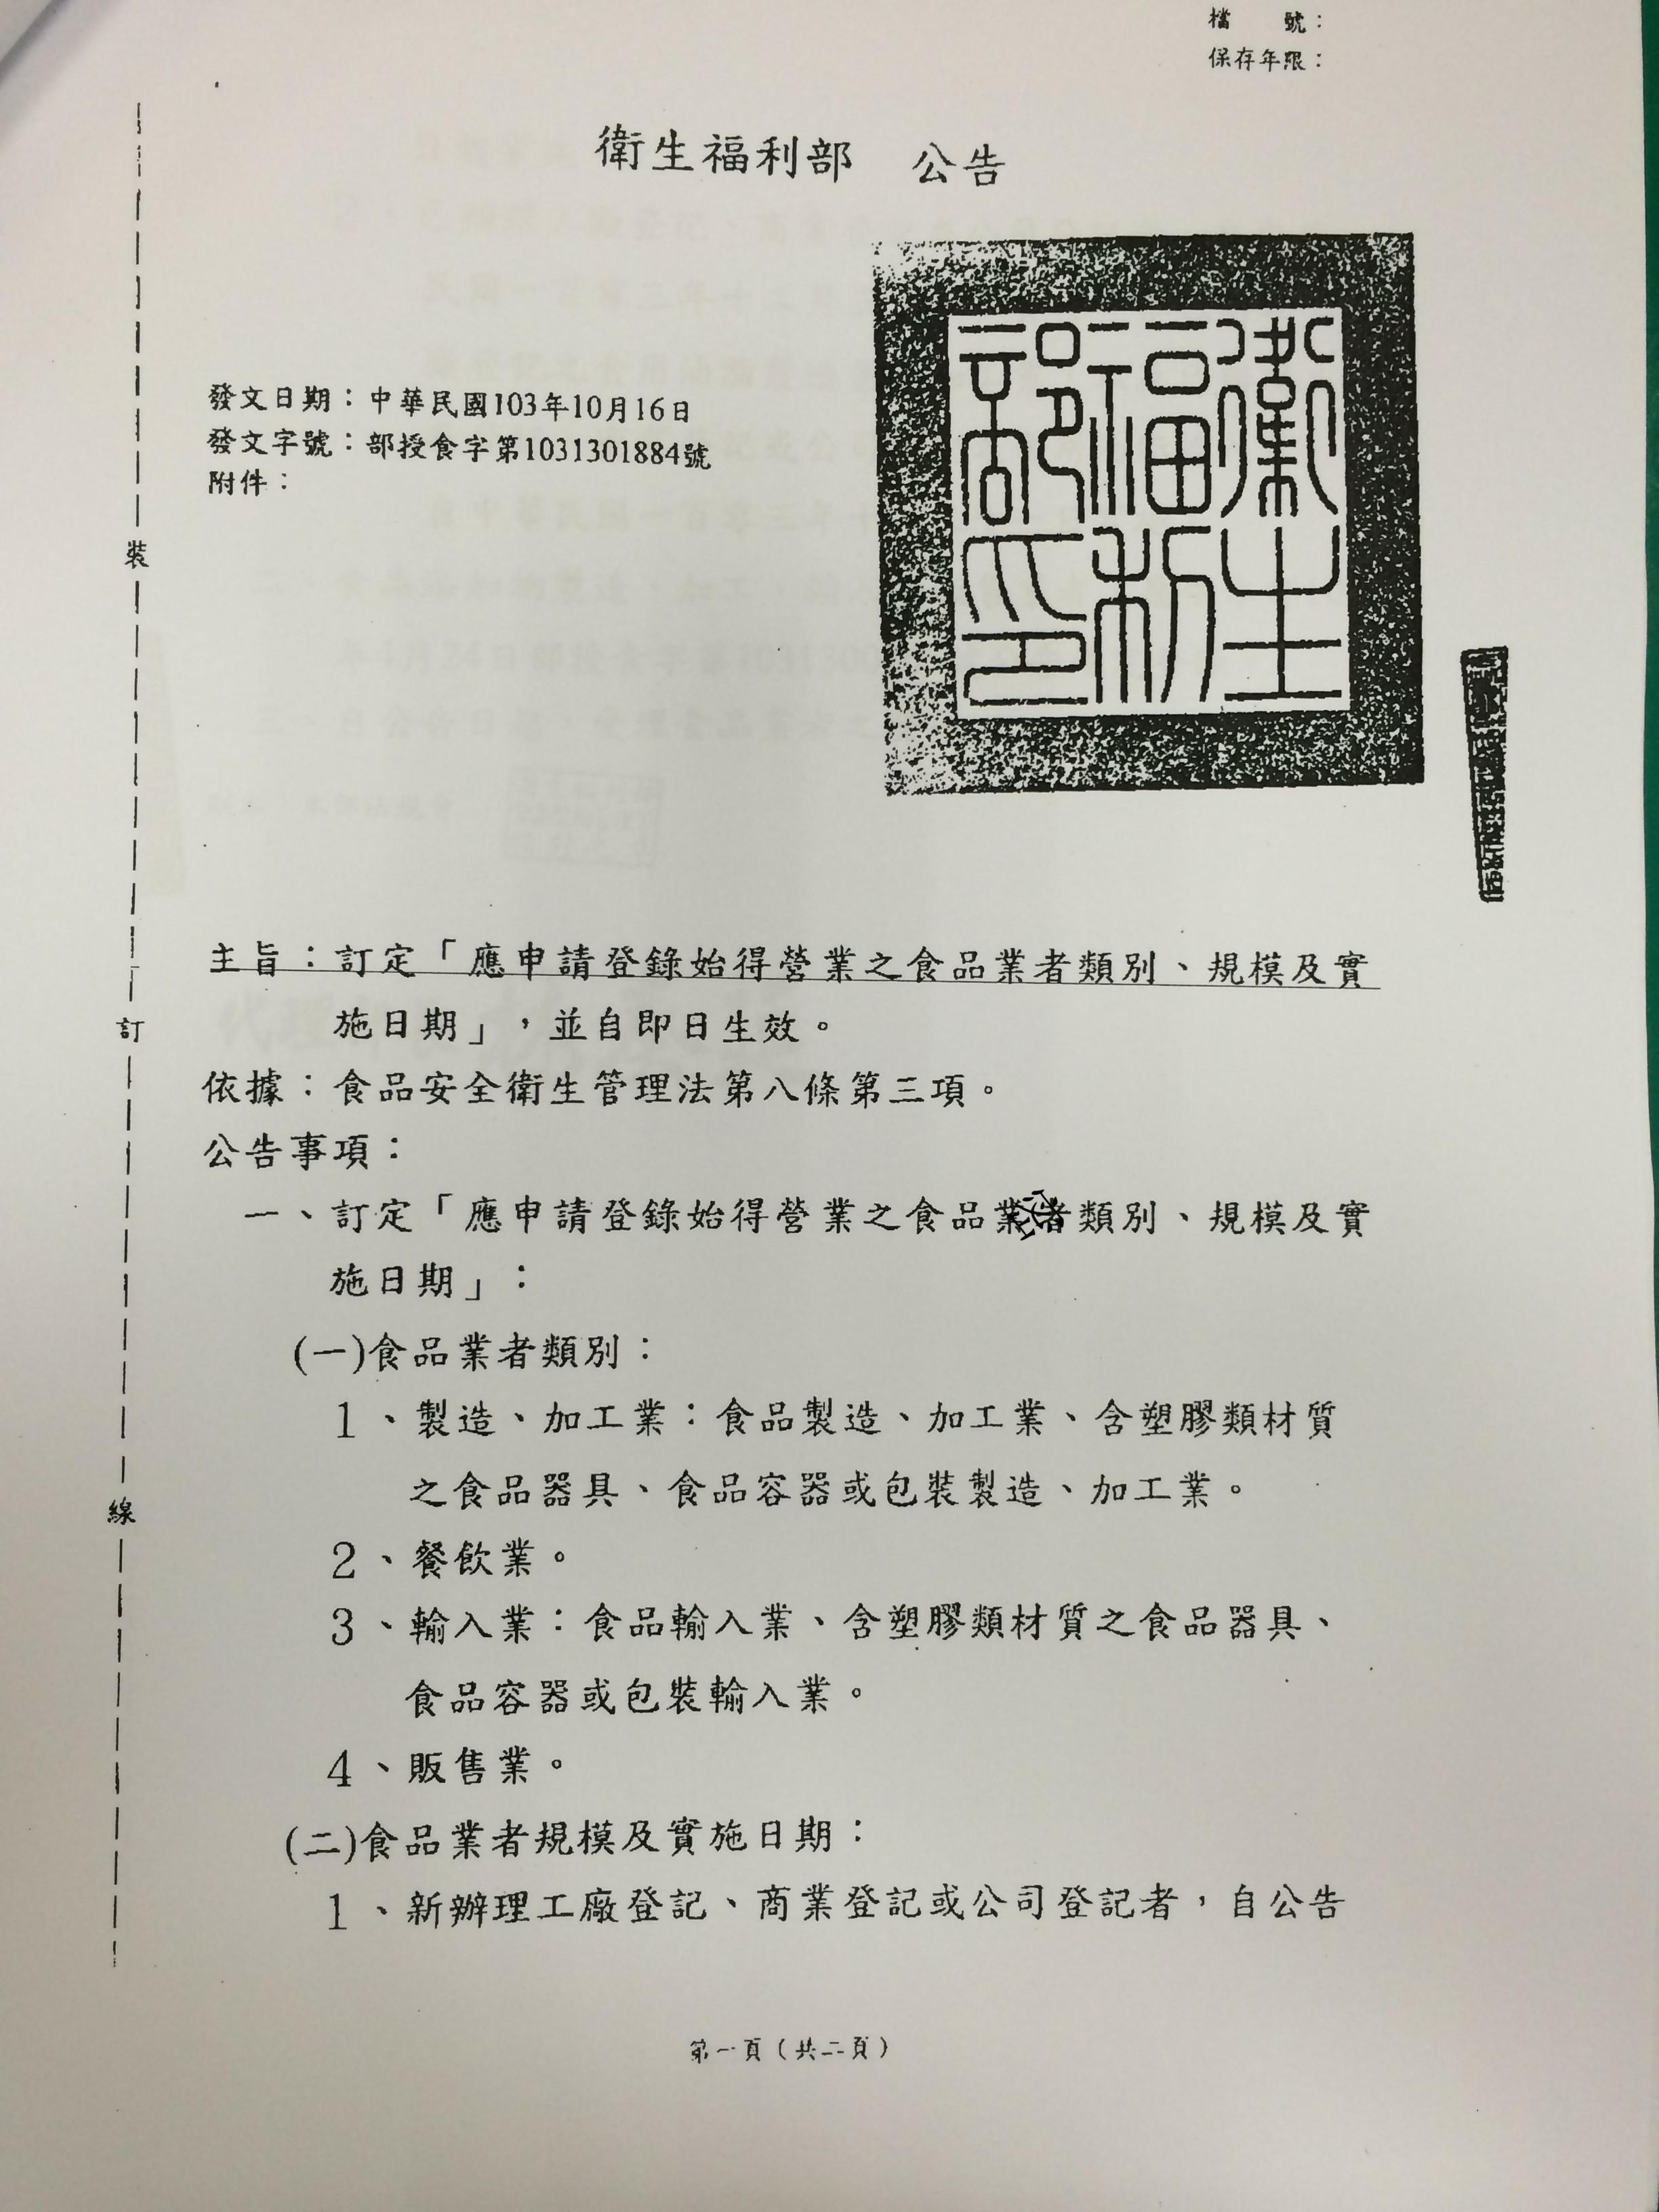 檔　　號：
保存年限：
衛生福利部　公告
衛生福利部印
發文日期：中華民國103年10月16日
發文字號：部授食字第1031301884號
附件：
主旨：訂定「應申請登錄始得營業之食品業者類別、規模及實
施日期」，並自即日生效。
依據：食品安全衛生管理法第八條第三項。
公告事項：
一、訂定「應申請登錄始得營業之食品業者類別、規模及實
施日期」：
(一)食品業者類別：
1、製造、加工業：食品製造、加工業、含塑膠類材質
之食品器具、食品容器或包裝製造、加工業。
2、餐飲業。
3、輸入業：食品輸入業、含塑膠類材質之食品器具、
食品容器或包裝輸入業。
4、販售業。
(二)食品業者規模及實施日期：
1、新辦理工廠登記、商業登記或公司登記者，自公告
第一頁（共二頁）
裝
訂
線